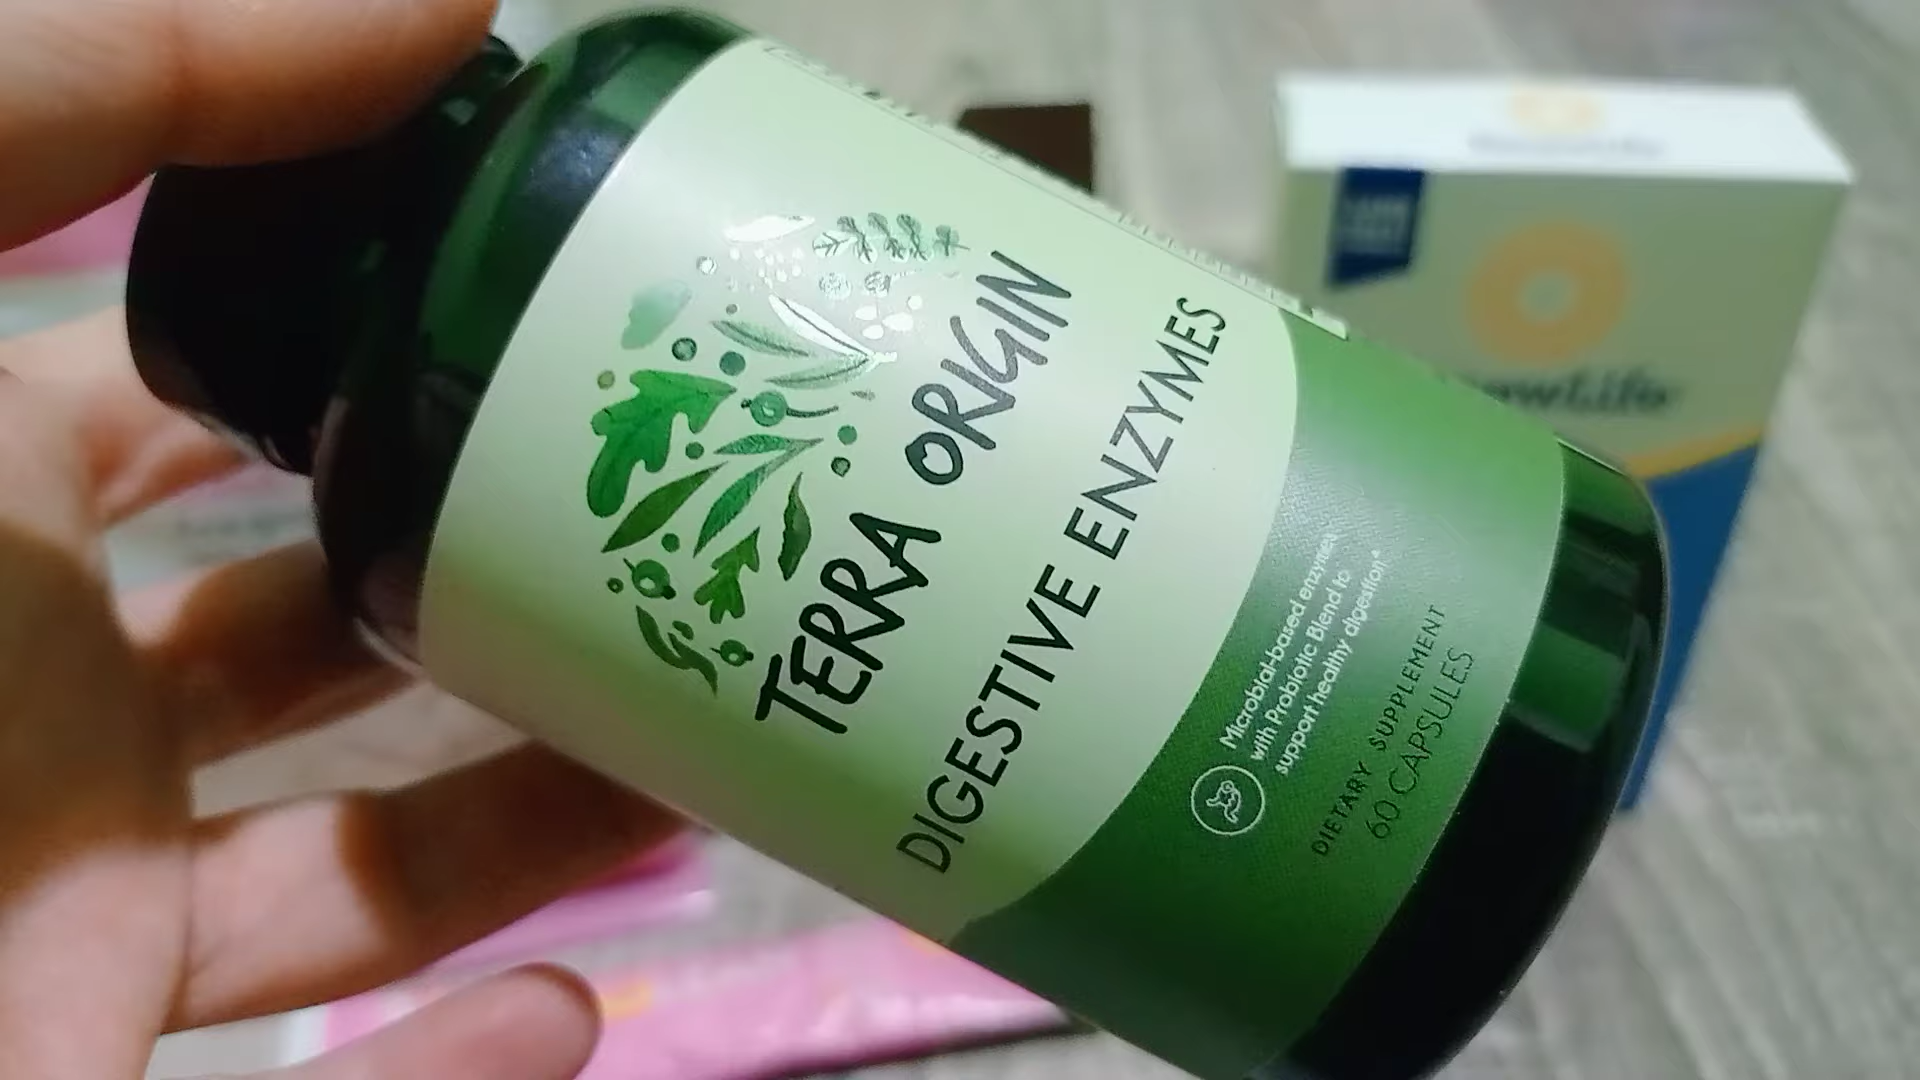 TERRA ORIGIN
DIGESTIVE ENZYMES
Microbial-based enzymes
with Probiotic Blend to
support healthy digestion*
DIETARY SUPPLEMENT
60 CAPSULES